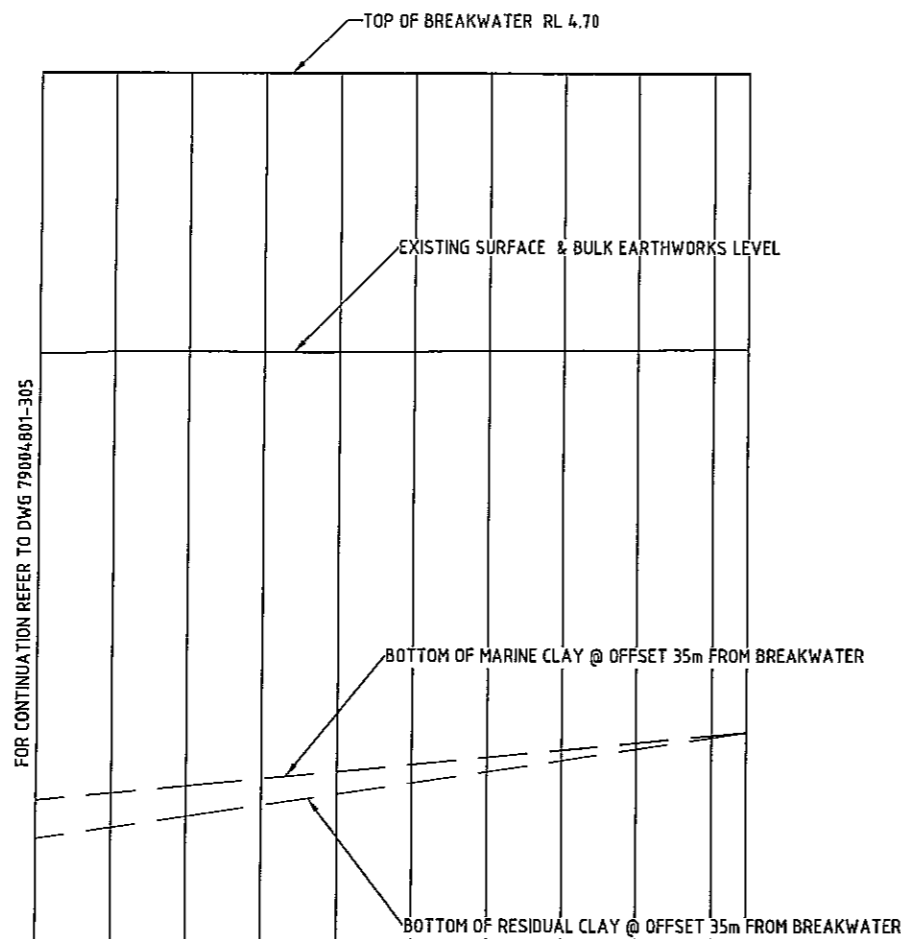 TOP OF BREAKWATER RL 4.70
EXISTING SURFACE & BULK EARTHWORKS LEVEL
FOR CONTINUATION REFER TO DWG 79004801-305
BOTTOM OF MARINE CLAY @ OFFSET 35m FROM BREAKWATER
BOTTOM OF RESIDUAL CLAY @ OFFSET 35m FROM BREAKWATER